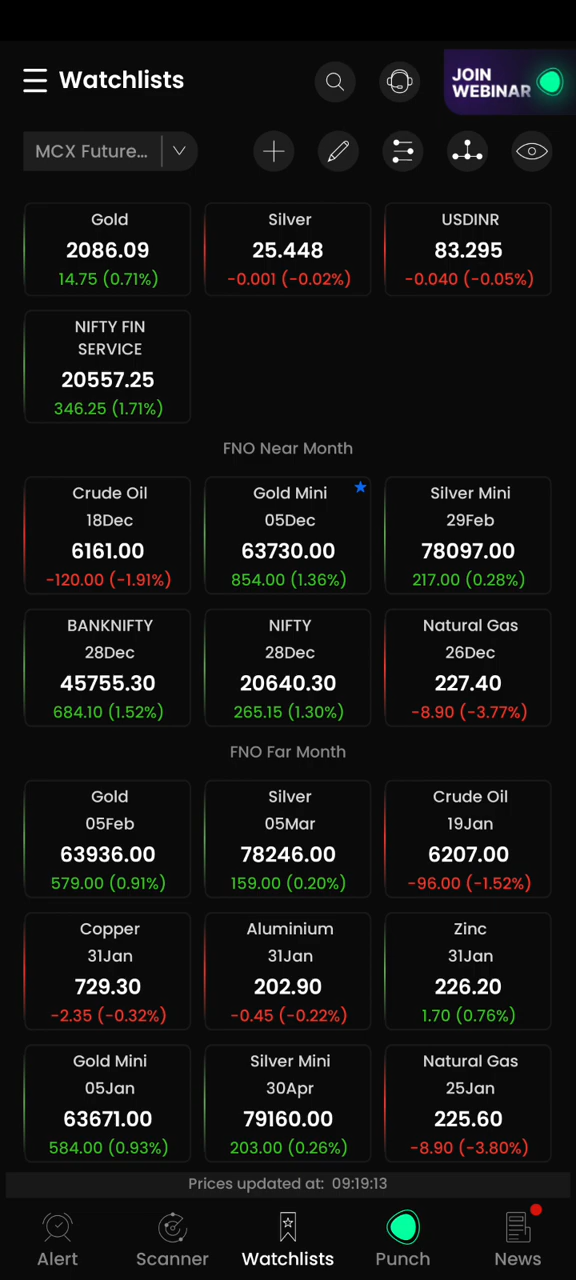 Watchlists
JOIN
WEBINAR
MCX Future...
Gold
2086.09
14.75 (0.71%)
Silver
25.448
-0.001 (-0.02%)
USDINR
83.295
-0.040 (-0.05%)
NIFTY FIN
SERVICE
20557.25
346.25 (1.71%)
FNO Near Month
Crude Oil
18Dec
6161.00
-120.00 (-1.91%)
Gold Mini
05Dec
63730.00
854.00 (1.36%)
Silver Mini
29Feb
78097.00
217.00 (0.28%)
BANKNIFTY
28Dec
45755.30
684.10 (1.52%)
NIFTY
28Dec
20640.30
265.15 (1.30%)
Natural Gas
26Dec
227.40
-8.90 (-3.77%)
FNO Far Month
Gold
05Feb
63936.00
579.00 (0.91%)
Silver
05Mar
78246.00
159.00 (0.20%)
Crude Oil
19Jan
6207.00
-96.00 (-1.52%)
Copper
31Jan
729.30
-2.35 (-0.32%)
Aluminium
31Jan
202.90
-0.45 (-0.22%)
Zinc
31Jan
226.20
1.70 (0.76%)
Gold Mini
05Jan
63671.00
584.00 (0.93%)
Silver Mini
30Apr
79160.00
203.00 (0.26%)
Natural Gas
25Jan
225.60
-8.90 (-3.80%)
Prices updated at: 09:19:13
Alert
Scanner
Watchlists
Punch
News